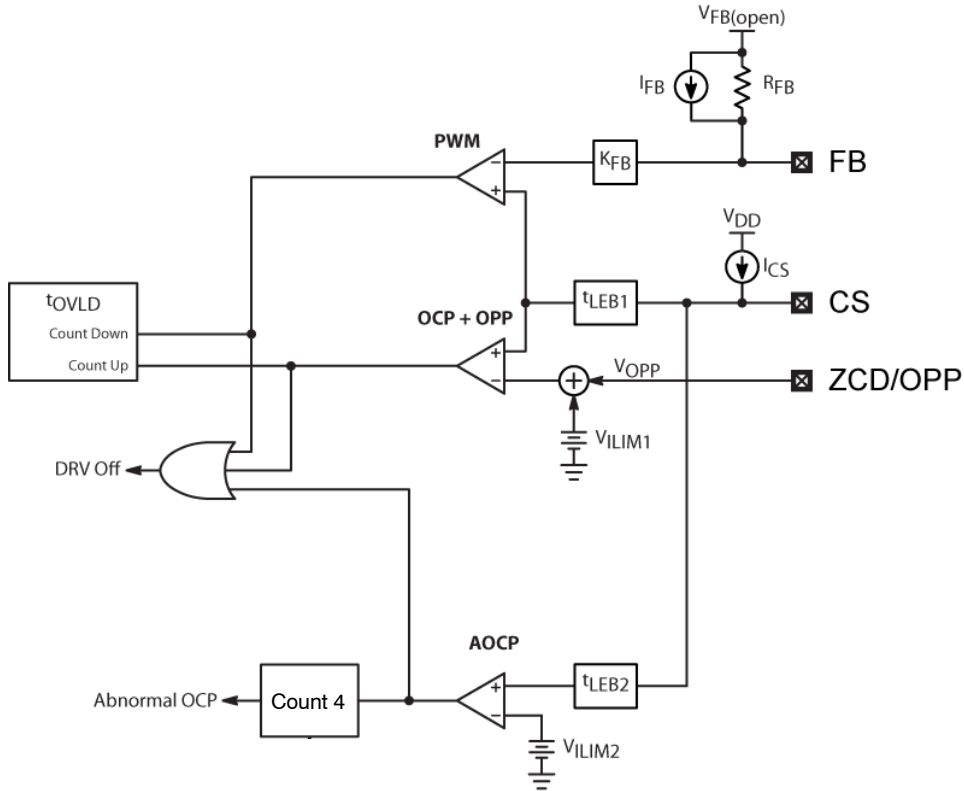 VFB(open)
IFB
RFB
PWM
−
KFB
FB
+
VDD
ICS
tOVLD
tLEB1
CS
OCP + OPP
Count Down
+
Count Up
VOPP
−
+
ZCD/OPP
VILIM1
DRV Off
AOCP
+
tLEB2
Abnormal OCP
Count 4
−
VILIM2